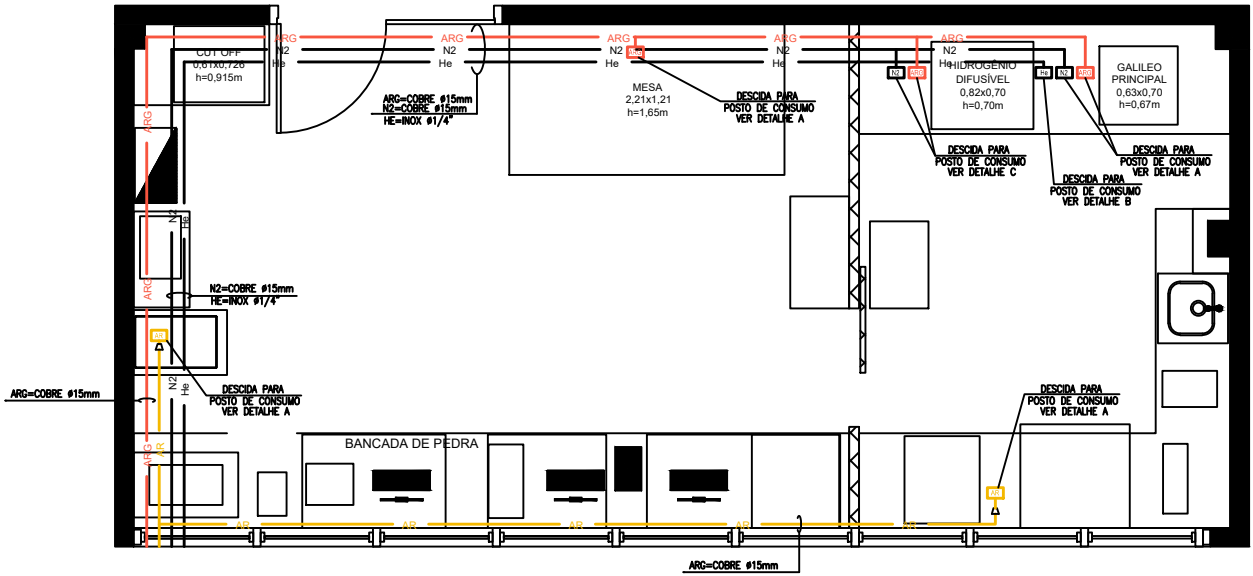 ARG
ARG
ARG
ARG
ARG
N2
N2
N2
N2
N2
He
He
He
He
He
CUT OFF
0,61x0,726
h=0,915m
MESA
2,21x1,21
h=1,65m
HIDROGÊNIO
DIFUSÍVEL
0,82x0,70
h=0,70m
GALILEO
PRINCIPAL
0,63x0,70
h=0,67m
ARG
N2
ARG
He
N2
ARG
ARG=COBRE ø15mm
N2=COBRE ø15mm
HE=INOX ø1/4"
DESCIDA PARA
POSTO DE CONSUMO
VER DETALHE A
DESCIDA PARA
POSTO DE CONSUMO
VER DETALHE C
DESCIDA PARA
POSTO DE CONSUMO
VER DETALHE B
DESCIDA PARA
POSTO DE CONSUMO
VER DETALHE A
ARG
N2
He
ARG
N2=COBRE ø15mm
HE=INOX ø1/4"
AR
N2
He
ARG=COBRE ø15mm
DESCIDA PARA
POSTO DE CONSUMO
VER DETALHE A
DESCIDA PARA
POSTO DE CONSUMO
VER DETALHE A
ARG
AR
BANCADA DE PEDRA
AR
AR
AR
AR
AR
AR
ARG=COBRE ø15mm